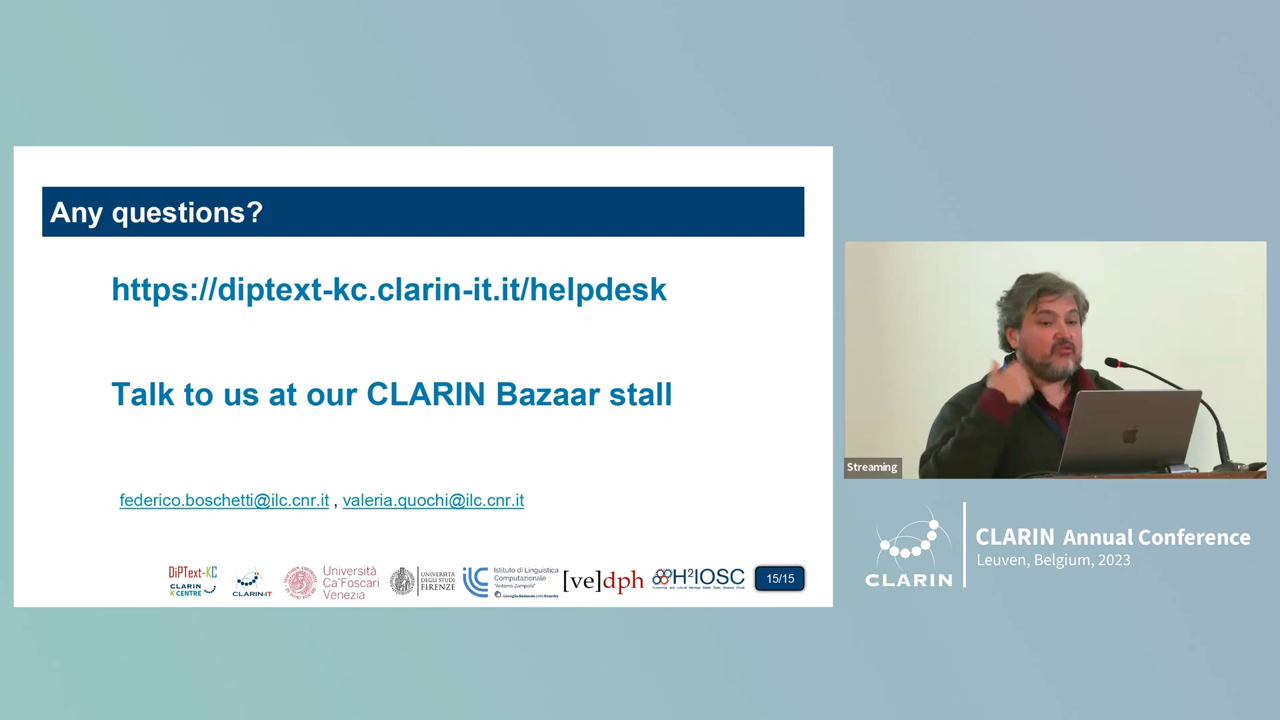 Any questions?
https://diptext-kc.clarin-it.it/helpdesk
Talk to us at our CLARIN Bazaar stall
federico.boschetti@ilc.cnr.it , valeria.quochi@ilc.cnr.it
DiPText-KC
CLARIN
K CENTRE
CLARIN-IT
Università
Ca'Foscari
Venezia
UNIVERSITÀ
DEGLI STUDI
FIRENZE
Istituto di Linguistica
Computazionale
"Antonio Zampolli"
Consiglio Nazionale delle Ricerche
[ve]dph
H2IOSC
15/15
Streaming
CLARIN
CLARIN Annual Conference
Leuven, Belgium, 2023